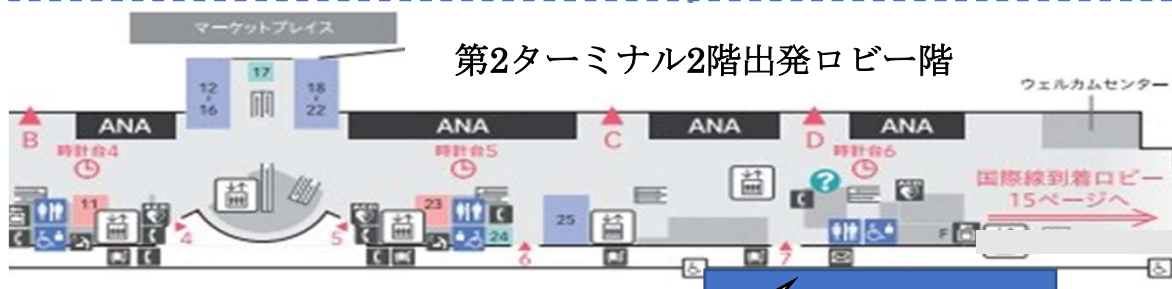 マーケットプレイス
第2ターミナル2階出発ロビー階
ウェルカムセンター
17
12
16
18
22
B
ANA
ANA
C
ANA
D
ANA
時計台4
時計台5
時計台6
?
国際線到着ロビー
15ページへ
11
23
24
25
4
5
6
7
F